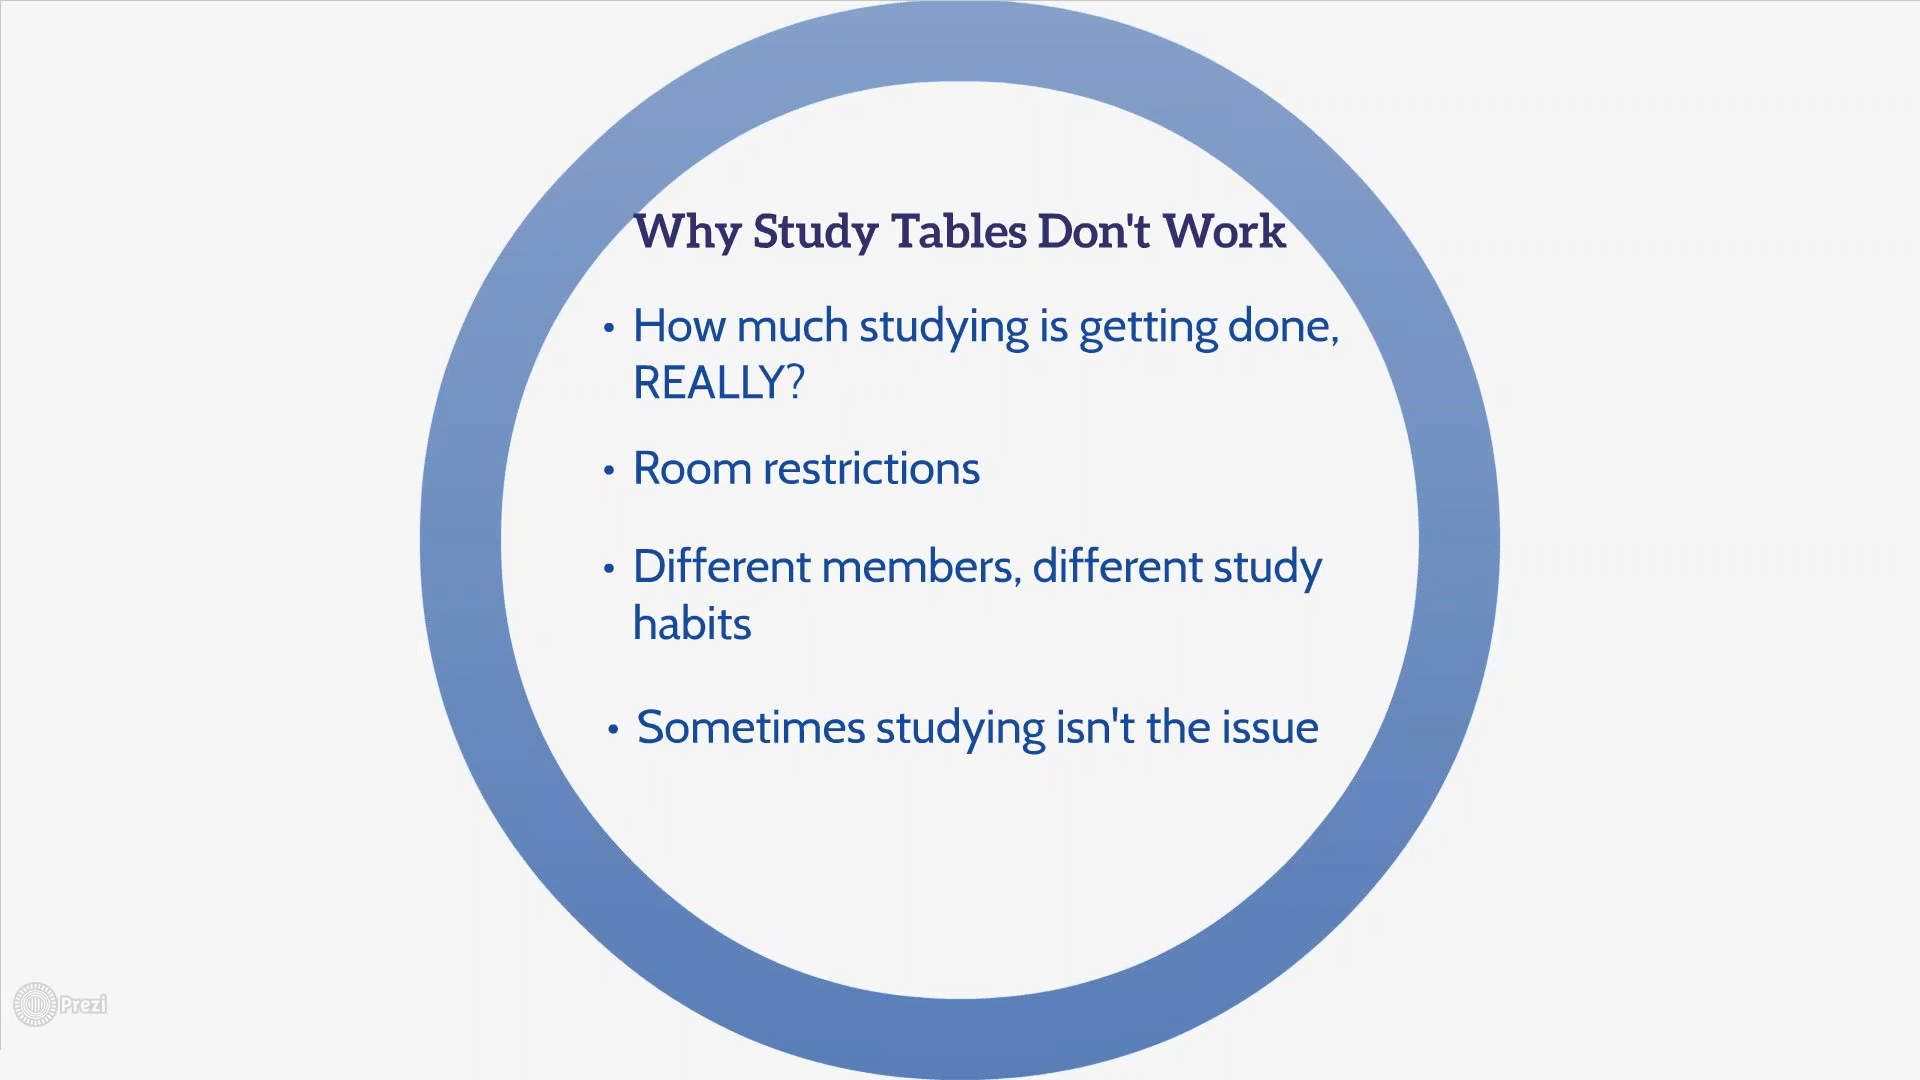 Why Study Tables Don't Work
• How much studying is getting done,
REALLY?
• Room restrictions
• Different members, different study
habits
• Sometimes studying isn't the issue
Prezi